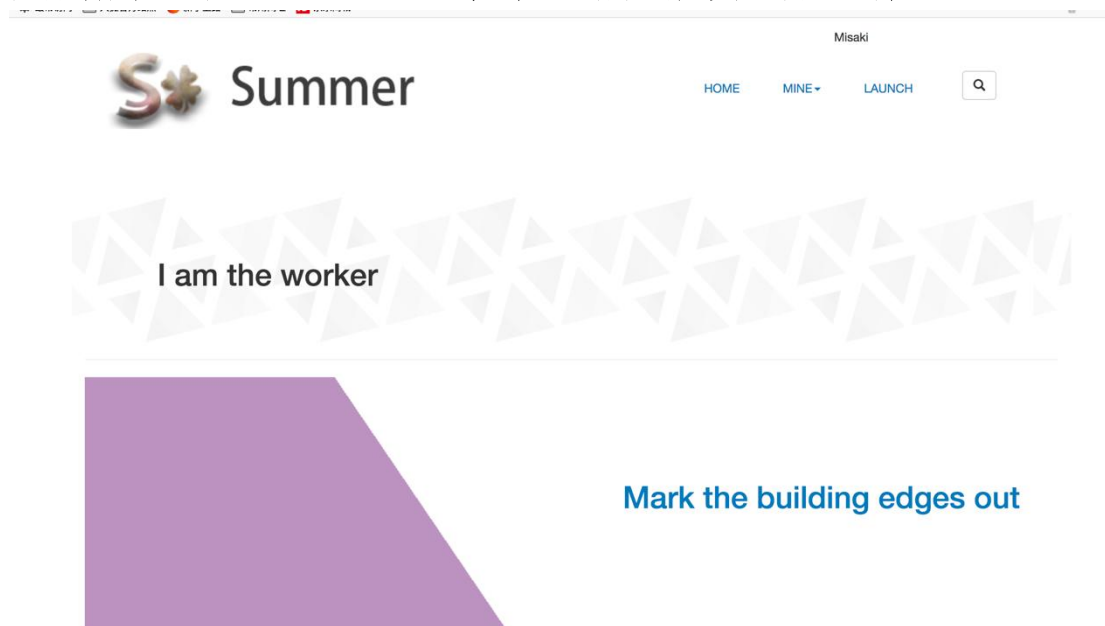 Misaki
S Summer
HOME MINE LAUNCH
I am the worker
Mark the building edges out